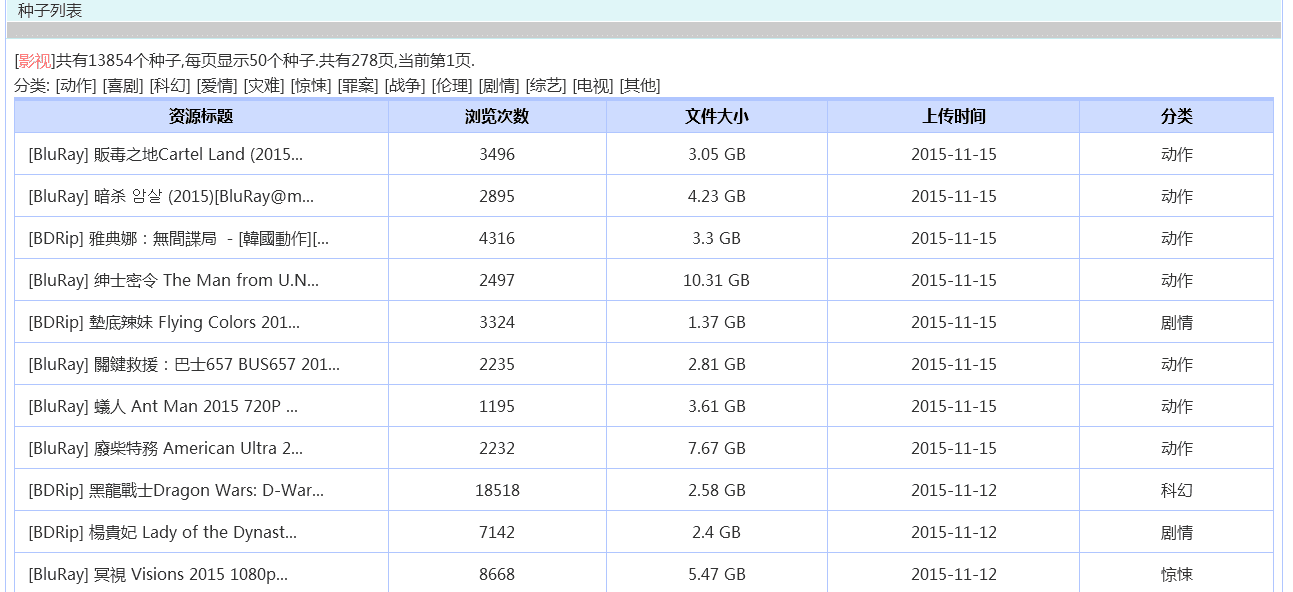 种子列表
[影视]共有13854个种子,每页显示50个种子.共有278页,当前第1页.
分类: [动作] [喜剧] [科幻] [爱情] [灾难] [惊悚] [罪案] [战争] [伦理] [剧情] [综艺] [电视] [其他]
资源标题 浏览次数 文件大小 上传时间 分类
[BluRay] 販毒之地Cartel Land (2015... 3496 3.05 GB 2015-11-15 动作
[BluRay] 暗杀 암살 (2015)[BluRay@m... 2895 4.23 GB 2015-11-15 动作
[BDRip] 雅典娜：無間諜局 - [韓國動作][... 4316 3.3 GB 2015-11-15 动作
[BluRay] 绅士密令 The Man from U.N... 2497 10.31 GB 2015-11-15 动作
[BDRip] 墊底辣妹 Flying Colors 201... 3324 1.37 GB 2015-11-15 剧情
[BluRay] 關鍵救援：巴士657 BUS657 201... 2235 2.81 GB 2015-11-15 动作
[BluRay] 蟻人 Ant Man 2015 720P ... 1195 3.61 GB 2015-11-15 动作
[BluRay] 廢柴特務 American Ultra 2... 2232 7.67 GB 2015-11-15 动作
[BDRip] 黑龍戰士Dragon Wars: D-War... 18518 2.58 GB 2015-11-12 科幻
[BDRip] 楊貴妃 Lady of the Dynast... 7142 2.4 GB 2015-11-12 剧情
[BluRay] 冥視 Visions 2015 1080p... 8668 5.47 GB 2015-11-12 惊悚